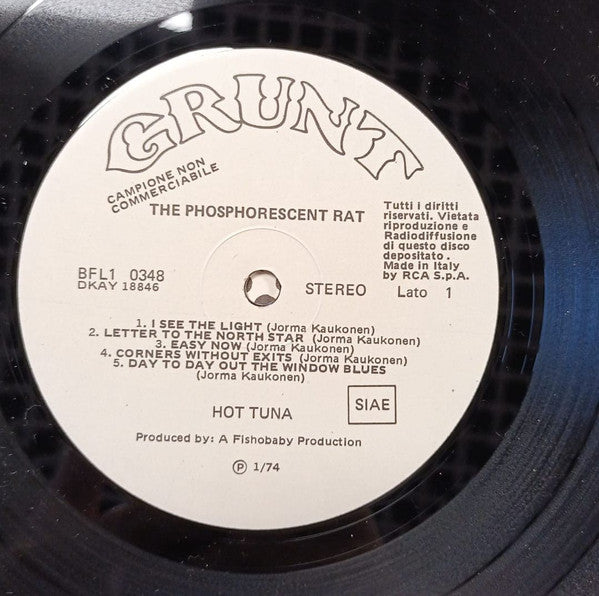 GRUNT
CAMPIONE NON
COMMERCIABILE
THE PHOSPHORESCENT RAT
Tutti i diritti
riservati. Vietata
riproduzione e
Radiodiffusione
di questo disco
depositato.
Made in Italy
by RCA S.p.A.
BFL1 0348
DKAY 18846
STEREO
Lato 1
1. I SEE THE LIGHT (Jorma Kaukonen)
2. LETTER TO THE NORTH STAR (Jorma Kaukonen)
3. EASY NOW (Jorma Kaukonen)
4. CORNERS WITHOUT EXITS (Jorma Kaukonen)
5. DAY TO DAY OUT THE WINDOW BLUES
(Jorma Kaukonen)
HOT TUNA
SIAE
Produced by: A Fishobaby Production
Ⓟ 1/74